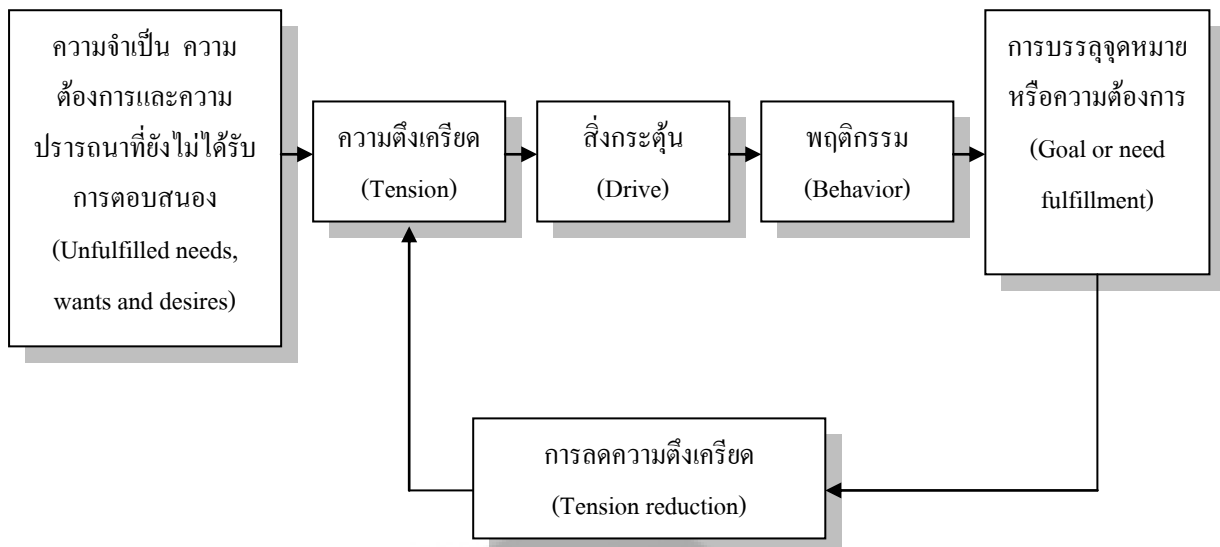 ความจำเป็น ความ
ต้องการและความ
ปรารถนาที่ยังไม่ได้รับ
การตอบสนอง
(Unfulfilled needs,
wants and desires)
ความตึงเครียด
(Tension)
สิ่งกระตุ้น
(Drive)
พฤติกรรม
(Behavior)
การบรรลุจุดหมาย
หรือความต้องการ
(Goal or need
fulfillment)
การลดความตึงเครียด
(Tension reduction)